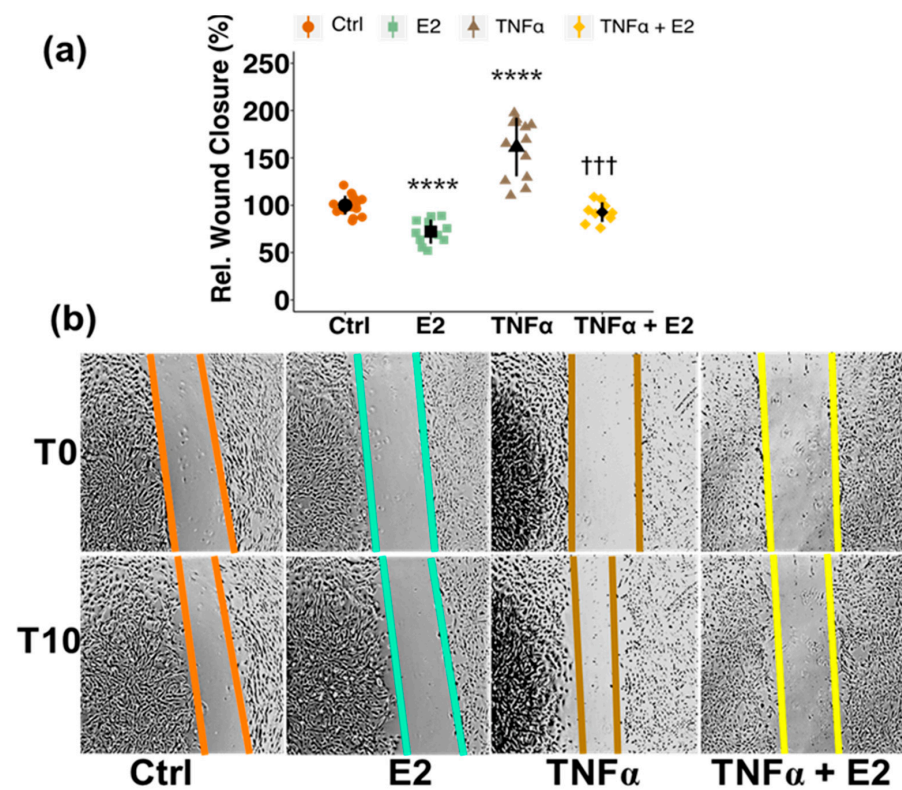 (a)
Ctrl E2 TNFα TNFα + E2
Rel. Wound Closure (%)
250
****
200
†††
150
****
100
50
0
Ctrl E2 TNFα TNFα + E2
(b)
T0
T10
Ctrl E2 TNFα TNFα + E2